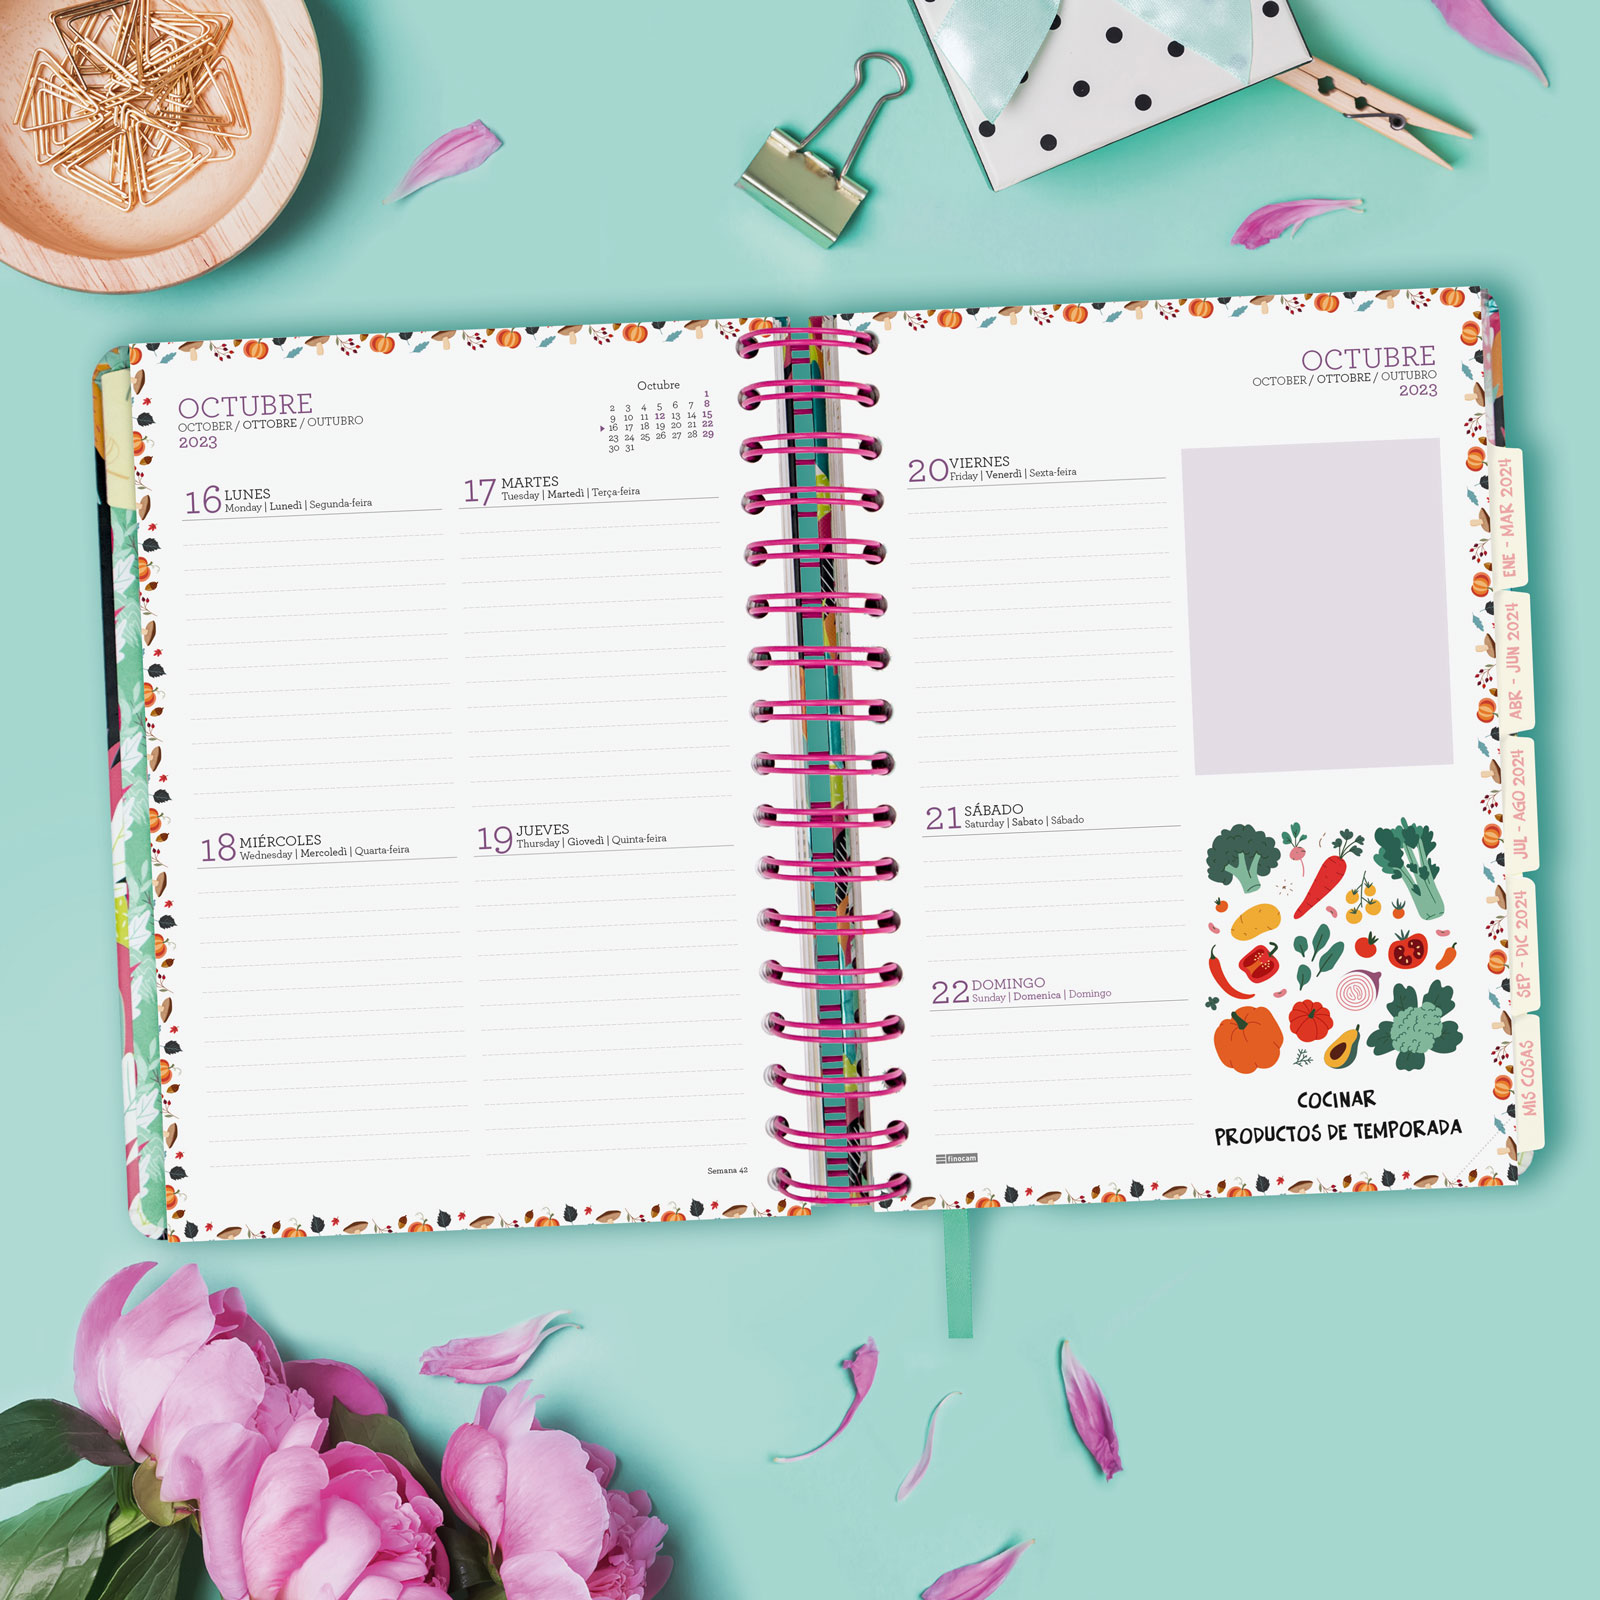 OCTUBRE
OCTOBER / OTTOBRE / OUTUBRO
2023
Octubre
1
2 3 4 5 6 7 8
9 10 11 12 13 14 15
16 17 18 19 20 21 22
23 24 25 26 27 28 29
30 31
16 LUNES
Monday | Lunedì | Segunda-feira
17 MARTES
Tuesday | Martedì | Terça-feira
18 MIÉRCOLES
Wednesday | Mercoledì | Quarta-feira
19 JUEVES
Thursday | Giovedì | Quinta-feira
Semana 42
OCTUBRE
OCTOBER / OTTOBRE / OUTUBRO
2023
20 VIERNES
Friday | Venerdì | Sexta-feira
21 SÁBADO
Saturday | Sabato | Sábado
22 DOMINGO
Sunday | Domenica | Domingo
finocam
COCINAR
PRODUCTOS DE TEMPORADA
ENE - MAR 2024
ABR - JUN 2024
JUL - AGO 2024
SEP - DIC 2024
MIS COSAS